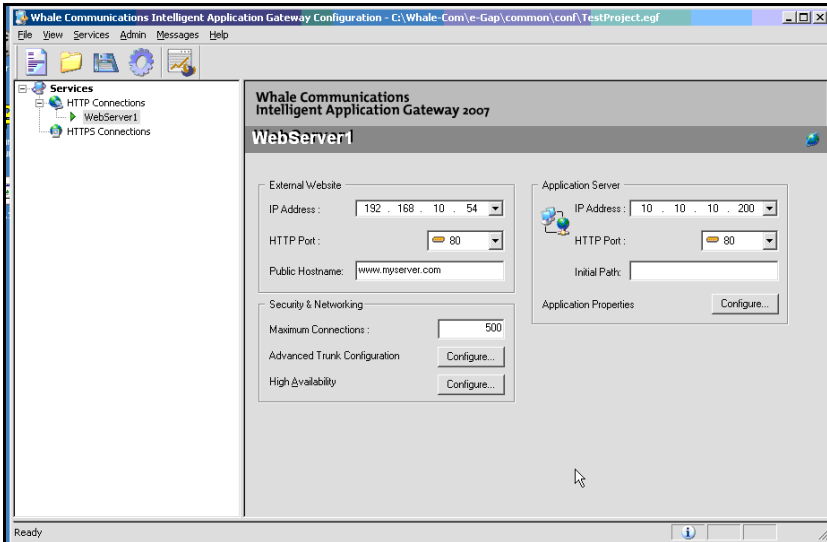 Whale Communications Intelligent Application Gateway Configuration - C:\Whale-Com\e-Gap\common\conf\TestProject.egf
File View Services Admin Messages Help
Services
HTTP Connections
WebServer1
HTTPS Connections
Whale Communications
Intelligent Application Gateway 2007
WebServer1
External Website
IP Address : 192 . 168 . 10 . 54
HTTP Port : 80
Public Hostname: www.myserver.com
Security & Networking
Maximum Connections : 500
Advanced Trunk Configuration Configure...
High Availability Configure...
Application Server
IP Address : 10 . 10 . 10 . 200
HTTP Port : 80
Initial Path:
Application Properties Configure...
Ready